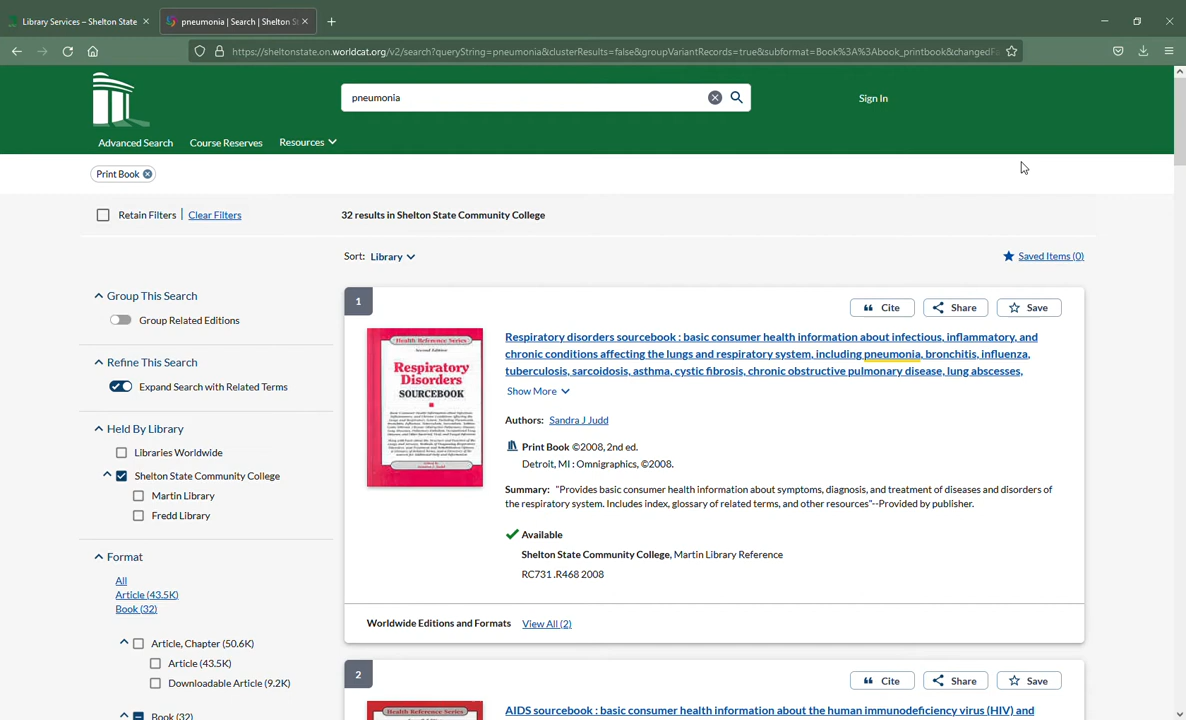 Library Services – Shelton State
pneumonia | Search | Shelton St
https://sheltonstate.on.worldcat.org/v2/search?queryString=pneumonia&clusterResults=false&groupVariantRecords=true&subformat=Book%3A%3Abook_printbook&changedF
pneumonia
Sign In
Advanced Search Course Reserves Resources
Print Book
Retain Filters | Clear Filters
32 results in Shelton State Community College
Sort: Library
Saved Items (0)
Group This Search
Group Related Editions
Refine This Search
Expand Search with Related Terms
Held By Library
Libraries Worldwide
Shelton State Community College
Martin Library
Fredd Library
Format
All
Article (43.5K)
Book (32)
Article, Chapter (50.6K)
Article (43.5K)
Downloadable Article (9.2K)
Book (32)
1
Cite Share Save
Health Reference Series
Second Edition
Respiratory
Disorders
SOURCEBOOK
Respiratory disorders sourcebook : basic consumer health information about infectious, inflammatory, and
chronic conditions affecting the lungs and respiratory system, including pneumonia, bronchitis, influenza,
tuberculosis, sarcoidosis, asthma, cystic fibrosis, chronic obstructive pulmonary disease, lung abscesses,
Show More
Authors: Sandra J Judd
Print Book ©2008, 2nd ed.
Detroit, MI : Omnigraphics, ©2008.
Summary: "Provides basic consumer health information about symptoms, diagnosis, and treatment of diseases and disorders of
the respiratory system. Includes index, glossary of related terms, and other resources"--Provided by publisher.
Available
Shelton State Community College, Martin Library Reference
RC731 .R468 2008
Worldwide Editions and Formats View All (2)
2
Cite Share Save
Health Reference Series
AIDS sourcebook : basic consumer health information about the human immunodeficiency virus (HIV) and